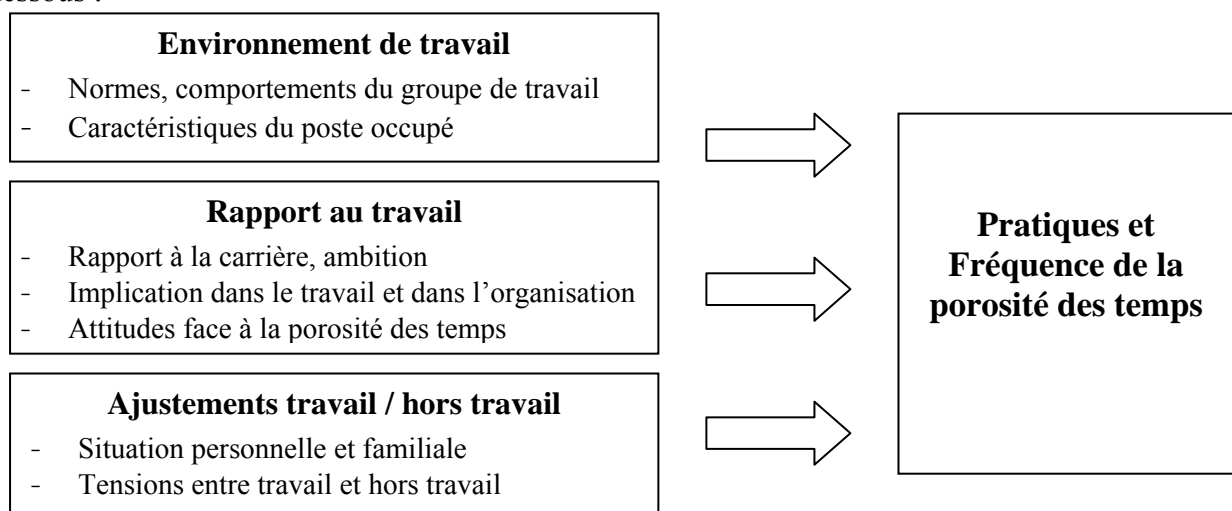 Environnement de travail
- Normes, comportements du groupe de travail
- Caractéristiques du poste occupé
Rapport au travail
- Rapport à la carrière, ambition
- Implication dans le travail et dans l'organisation
- Attitudes face à la porosité des temps
Ajustements travail / hors travail
- Situation personnelle et familiale
- Tensions entre travail et hors travail
Pratiques et
Fréquence de la
porosité des temps